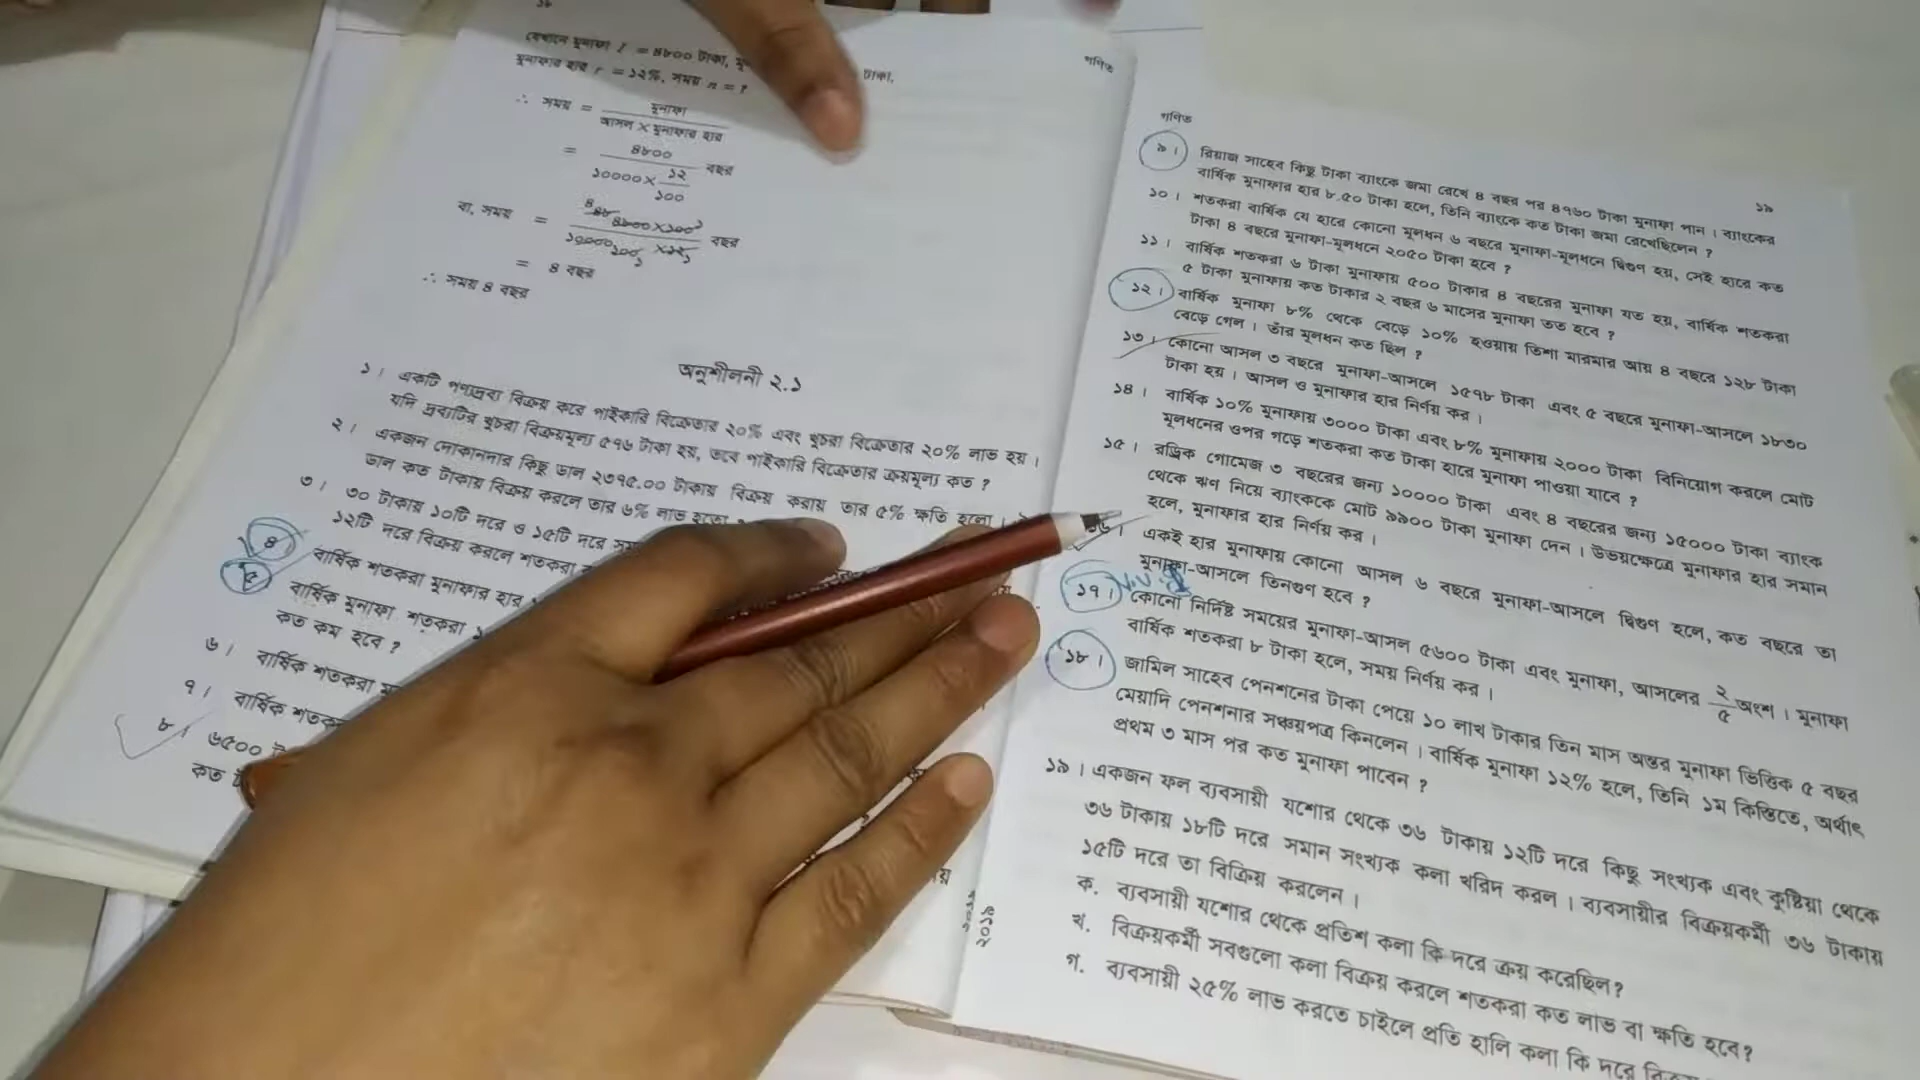 ১৮
যেখানে মুনাফা I = ৪৮০০ টাকা, টাকা,
মুনাফার হার r = ১২%, সময় n = ?
∴ সময় = মুনাফা / আসল × মুনাফার হার
= ৪৮০০ / ১০০০০ × ১২/১০০ বছর
বা, সময় = ৪৮০০ × ১০০ / ১০০০০ × ১২ বছর
= ৪ বছর
∴ সময় ৪ বছর
গণিত
অনুশীলনী ২.১
১। একটি পণ্যদ্রব্য বিক্রয় করে পাইকারি বিক্রেতার ২০% এবং খুচরা বিক্রেতার ২০% লাভ হয়।
যদি দ্রব্যটির খুচরা বিক্রয়মূল্য ৫৭৬ টাকা হয়, তবে পাইকারি বিক্রেতার ক্রয়মূল্য কত ?
২। একজন দোকানদার কিছু ডাল ২৩৭৫.০০ টাকায় বিক্রয় করায় তার ৫% ক্ষতি হলো।
ডাল কত টাকায় বিক্রয় করলে তার ৬% লাভ হতো
৩। ৩০ টাকায় ১০টি দরে ও ১৫টি দরে
১২টি দরে বিক্রয় করলে শতকরা
৪। বার্ষিক শতকরা মুনাফার হার
৫। বার্ষিক মুনাফা শতকরা
কত কম হবে ?
৬। বার্ষিক শতকরা
৭। বার্ষিক
৮। ৬৫০০
কত
গণিত
১৯
৯। রিয়াজ সাহেব কিছু টাকা ব্যাংকে জমা রেখে ৪ বছর পর ৪৭৬০ টাকা মুনাফা পান। ব্যাংকের
বার্ষিক মুনাফার হার ৮.৫০ টাকা হলে, তিনি ব্যাংকে কত টাকা জমা রেখেছিলেন ?
১০। শতকরা বার্ষিক যে হারে কোনো মূলধন ৬ বছরে মুনাফা-মূলধনে দ্বিগুণ হয়, সেই হারে কত
টাকা ৪ বছরে মুনাফা-মূলধনে ২০৫০ টাকা হবে ?
১১। বার্ষিক শতকরা ৬ টাকা মুনাফায় ৫০০ টাকার ৪ বছরের মুনাফা যত হয়, বার্ষিক শতকরা
৫ টাকা মুনাফায় কত টাকার ২ বছর ৬ মাসের মুনাফা তত হবে ?
১২। বার্ষিক মুনাফা ৮% থেকে বেড়ে ১০% হওয়ায় তিশা মারমার আয় ৪ বছরে ১২৮ টাকা
বেড়ে গেল। তাঁর মূলধন কত ছিল ?
১৩। কোনো আসল ৩ বছরে মুনাফা-আসলে ১৫৭৮ টাকা এবং ৫ বছরে মুনাফা-আসলে ১৮৩০
টাকা হয়। আসল ও মুনাফার হার নির্ণয় কর।
১৪। বার্ষিক ১০% মুনাফায় ৩০০০ টাকা এবং ৮% মুনাফায় ২০০০ টাকা বিনিয়োগ করলে মোট
মূলধনের ওপর গড়ে শতকরা কত টাকা হারে মুনাফা পাওয়া যাবে ?
১৫। রড্রিক গোমেজ ৩ বছরের জন্য ১০০০০ টাকা এবং ৪ বছরের জন্য ১৫০০০ টাকা ব্যাংক
থেকে ঋণ নিয়ে ব্যাংককে মোট ৯৯০০ টাকা মুনাফা দেন। উভয়ক্ষেত্রে মুনাফার হার সমান
হলে, মুনাফার হার নির্ণয় কর।
১৬। একই হার মুনাফায় কোনো আসল ৬ বছরে মুনাফা-আসলে দ্বিগুণ হলে, কত বছরে তা
মুনাফা-আসলে তিনগুণ হবে ?
১৭। কোনো নির্দিষ্ট সময়ের মুনাফা-আসল ৫৬০০ টাকা এবং মুনাফা, আসলের ২/৫ অংশ। মুনাফা
বার্ষিক শতকরা ৮ টাকা হলে, সময় নির্ণয় কর।
১৮। জামিল সাহেব পেনশনের টাকা পেয়ে ১০ লাখ টাকার তিন মাস অন্তর মুনাফা ভিত্তিক ৫ বছর
মেয়াদি পেনশনার সঞ্চয়পত্র কিনলেন। বার্ষিক মুনাফা ১২% হলে, তিনি ১ম কিস্তিতে, অর্থাৎ
প্রথম ৩ মাস পর কত মুনাফা পাবেন ?
১৯। একজন ফল ব্যবসায়ী যশোর থেকে ৩৬ টাকায় ১২টি দরে কিছু সংখ্যক এবং কুষ্টিয়া থেকে
৩৬ টাকায় ১৮টি দরে সমান সংখ্যক কলা খরিদ করল। ব্যবসায়ীর বিক্রয়কর্মী ৩৬ টাকায়
১৫টি দরে তা বিক্রি করলেন।
ক. ব্যবসায়ী যশোর থেকে প্রতিশ কলা কি দরে ক্রয় করেছিল?
খ. বিক্রয়কর্মী সবগুলো কলা বিক্রয় করলে শতকরা কত লাভ বা ক্ষতি হবে?
গ. ব্যবসায়ী ২৫% লাভ করতে চাইলে প্রতি হালি কলা কি দরে
২০১৯